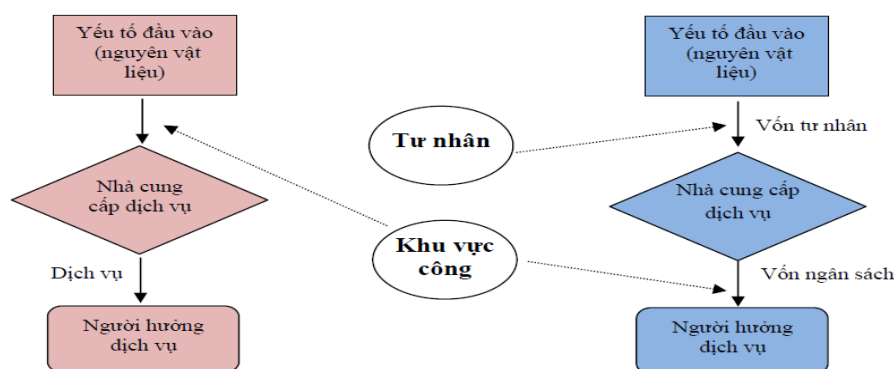 Yếu tố đầu vào
(nguyên vật
liệu)
Nhà cung
cấp dịch vụ
Dịch vụ
Người hưởng
dịch vụ
Tư nhân
Khu vực
công
Yếu tố đầu vào
(nguyên vật
liệu)
Vốn tư nhân
Nhà cung cấp
dịch vụ
Vốn ngân sách
Người hưởng
dịch vụ